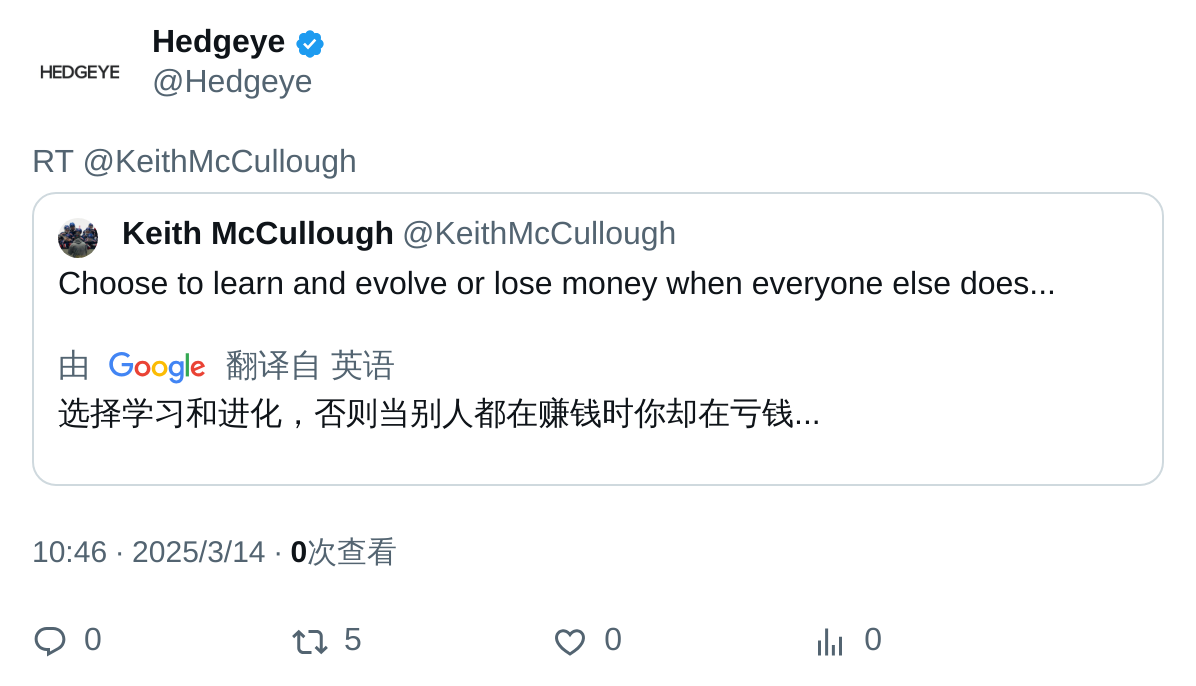 Hedgeye
HEDGEYE
@Hedgeye
RT @KeithMcCullough
Keith McCullough @KeithMcCullough
Choose to learn and evolve or lose money when everyone else does...
由 Google 翻译自 英语
选择学习和进化，否则当别人都在赚钱时你却在亏钱...
10:46 · 2025/3/14 · 0次查看
0 5 0 0